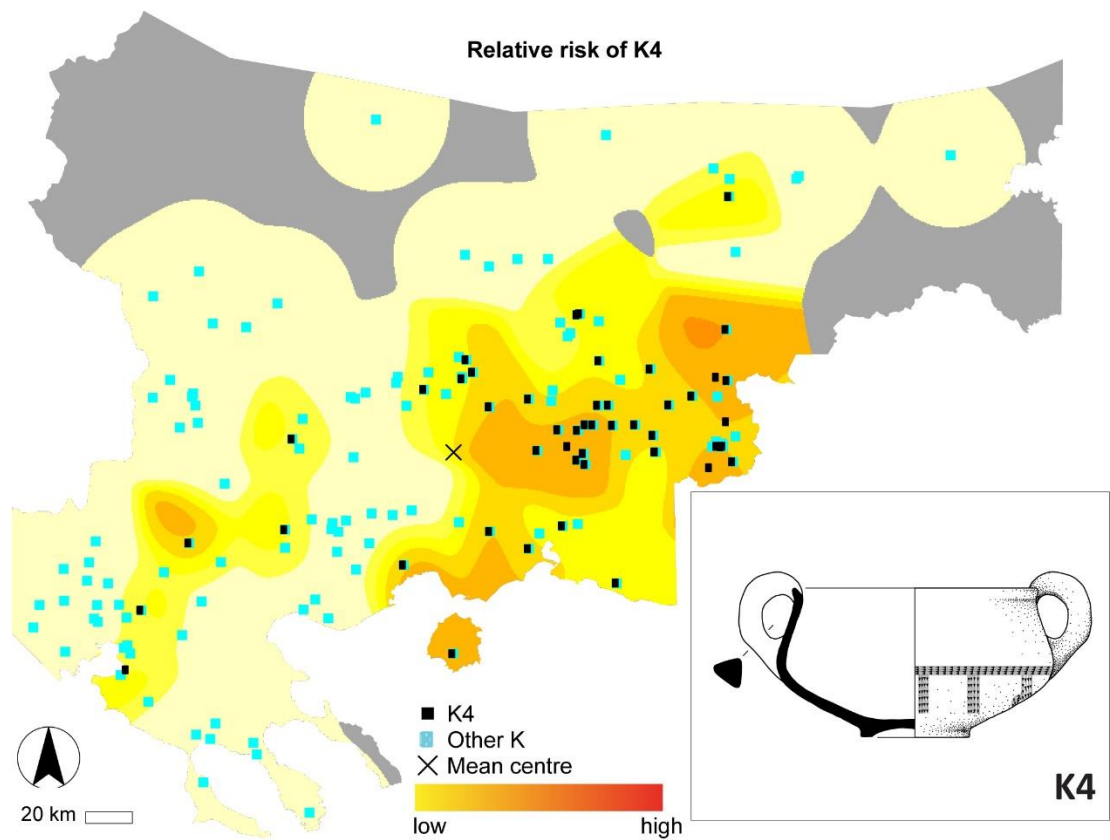 Relative risk of K4
K4
Other K
Mean centre
20 km
low high
K4